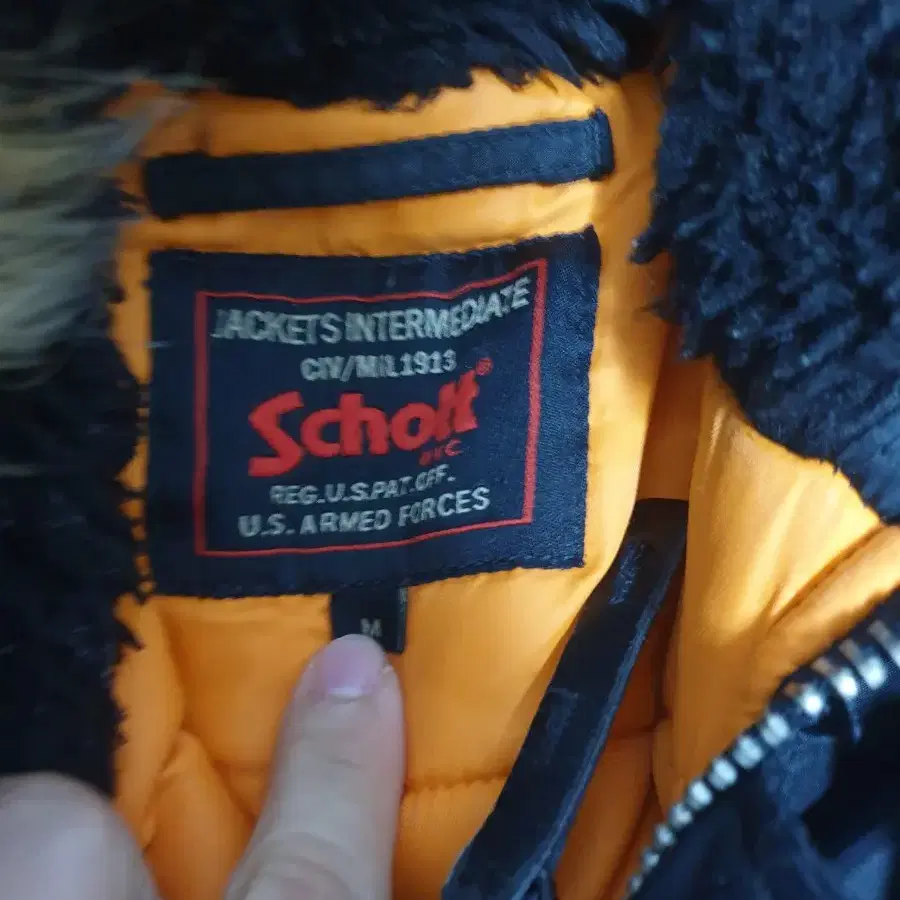 JACKETS INTERMEDIATE
CIV/MIL1913
Schott®
N.Y.C.
REG.U.S.PAT.OFF.
U.S. ARMED FORCES
M